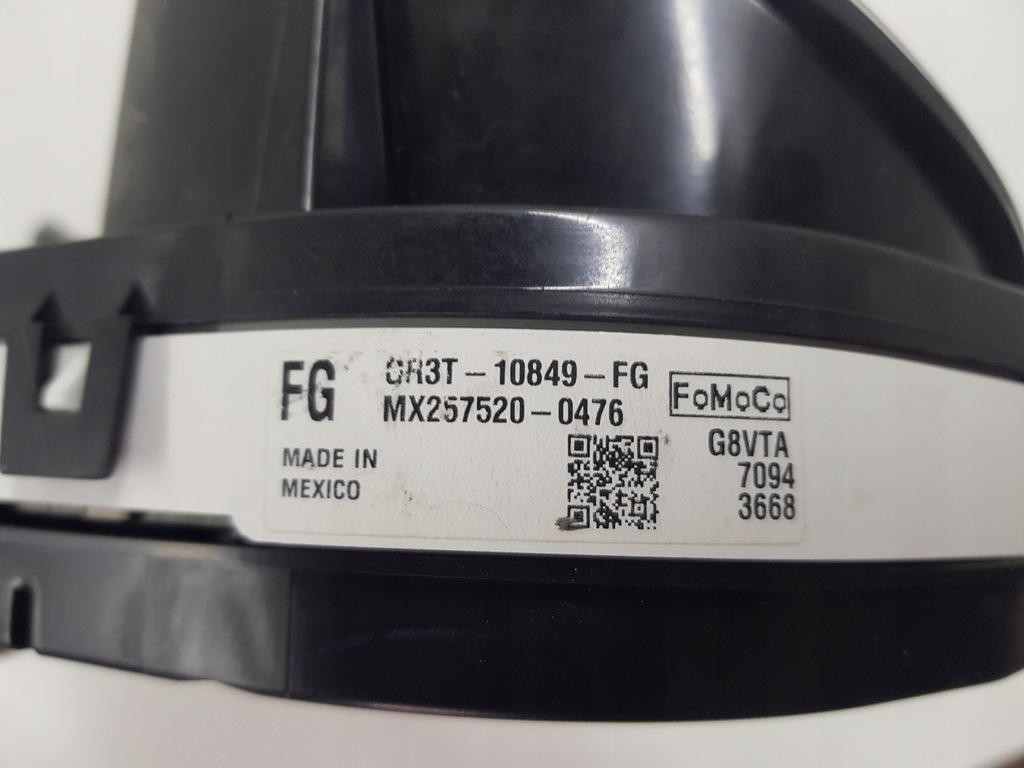 FG
GR3T-10849-FG
MX257520-0476
FoMoCo
MADE IN
MEXICO
G8VTA
7094
3668